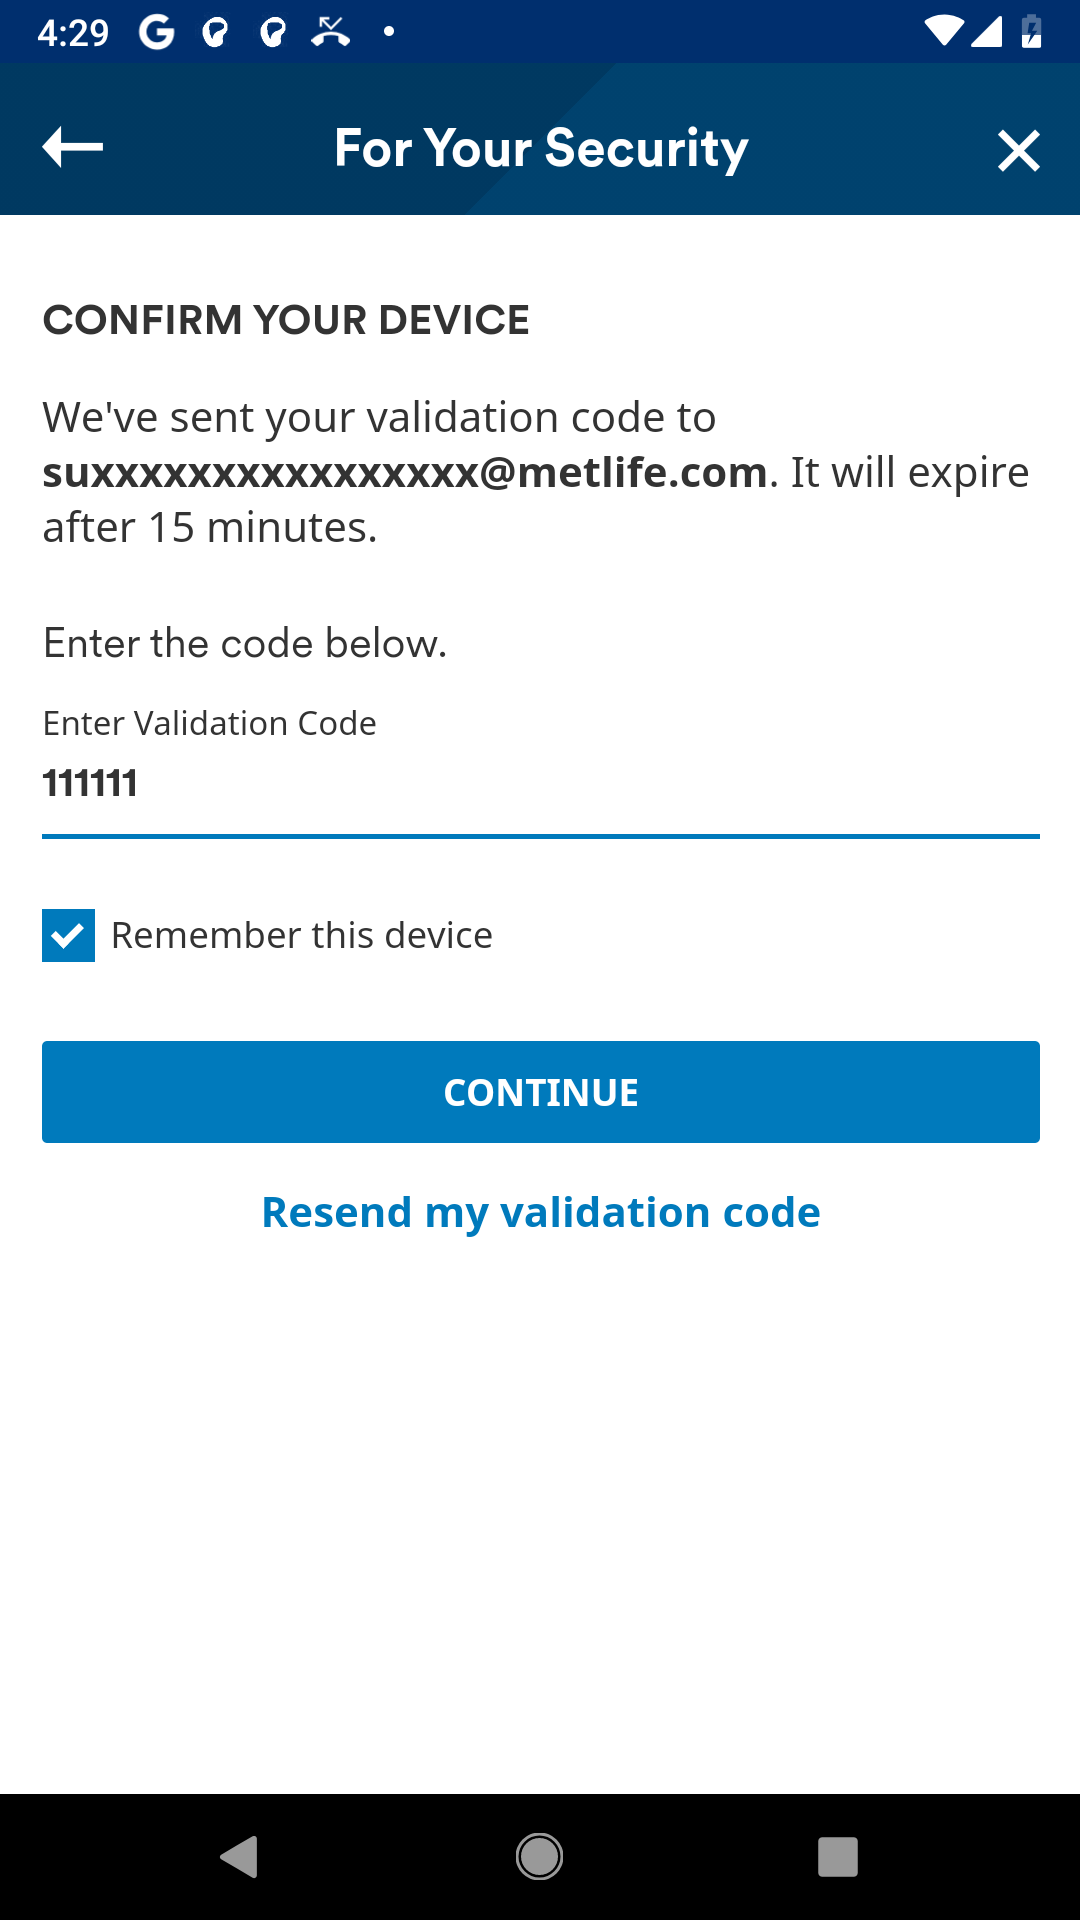 4:29
For Your Security
CONFIRM YOUR DEVICE
We've sent your validation code to
suxxxxxxxxxxxxxxxx@metlife.com. It will expire
after 15 minutes.
Enter the code below.
Enter Validation Code
111111
Remember this device
CONTINUE
Resend my validation code